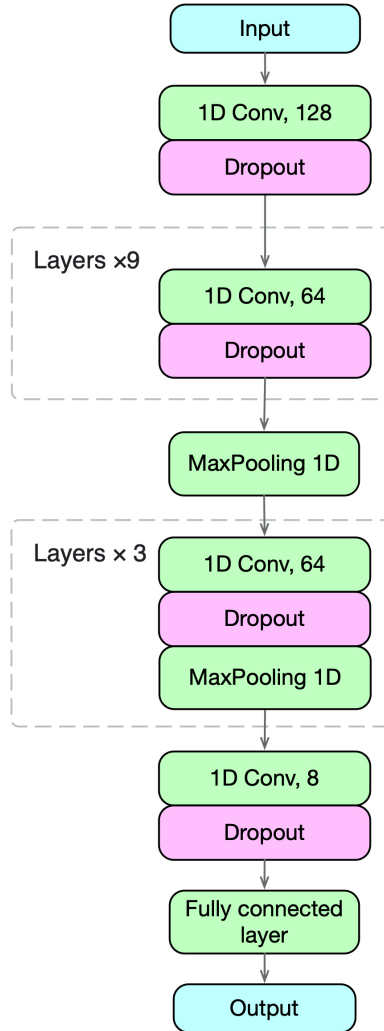 Input
1D Conv, 128
Dropout
Layers ×9
1D Conv, 64
Dropout
MaxPooling 1D
Layers × 3
1D Conv, 64
Dropout
MaxPooling 1D
1D Conv, 8
Dropout
Fully connected
layer
Output